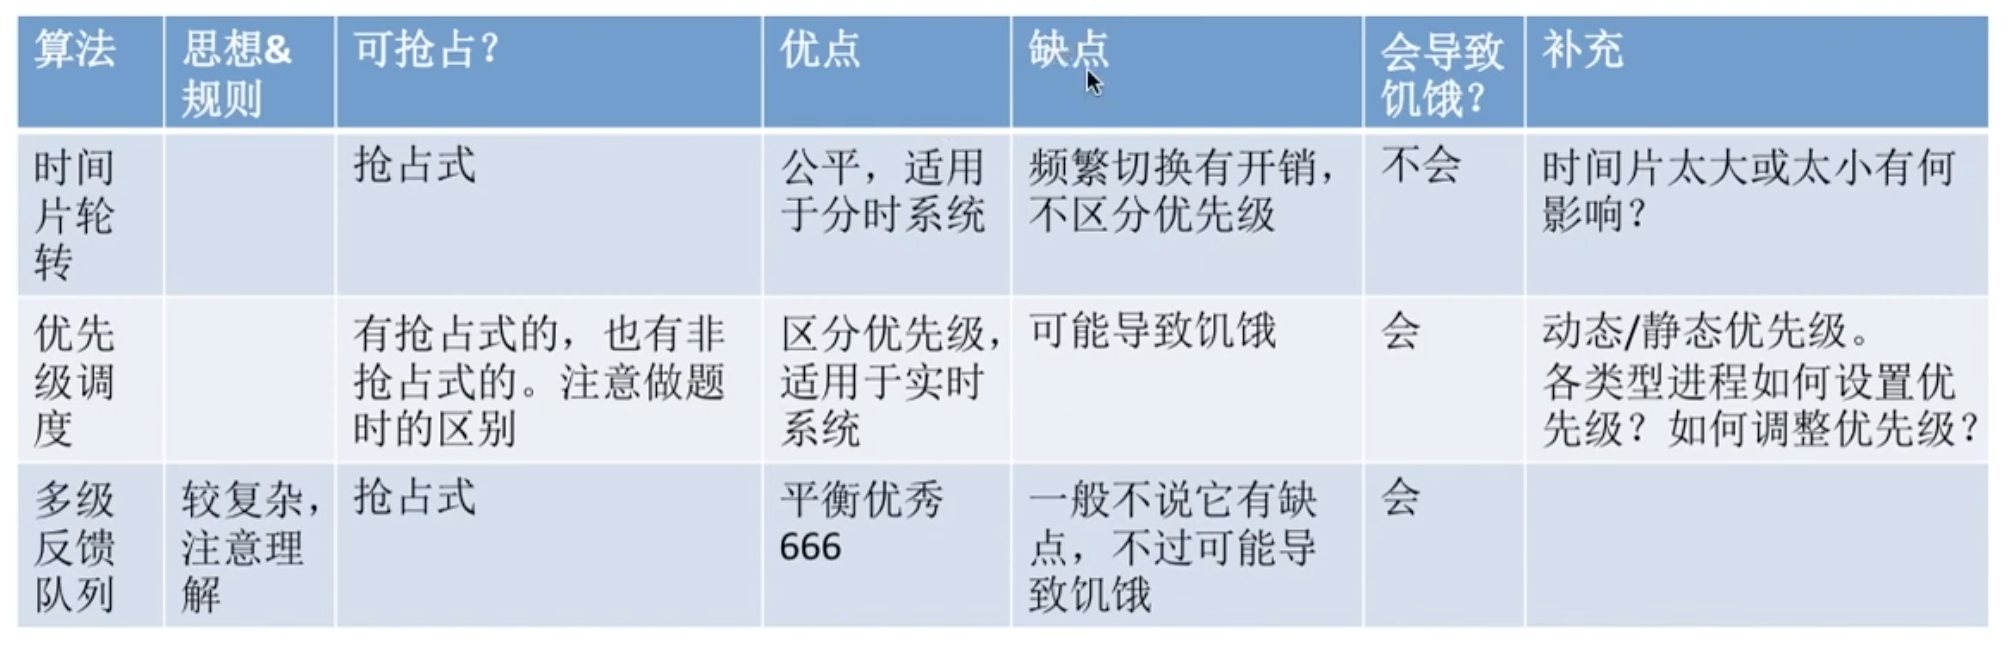 算法
思想&
规则
可抢占？
优点
缺点
会导致
饥饿？
补充
时间
片轮
转
抢占式
公平，适用
于分时系统
频繁切换有开销，
不区分优先级
不会
时间片太大或太小有何
影响？
优先
级调
度
有抢占式的，也有非
抢占式的。注意做题
时的区别
区分优先级，
适用于实时
系统
可能导致饥饿
会
动态/静态优先级。
各类型进程如何设置优
先级？如何调整优先级？
多级
反馈
队列
较复杂，
注意理
解
抢占式
平衡优秀
666
一般不说它有缺
点，不过可能导
致饥饿
会